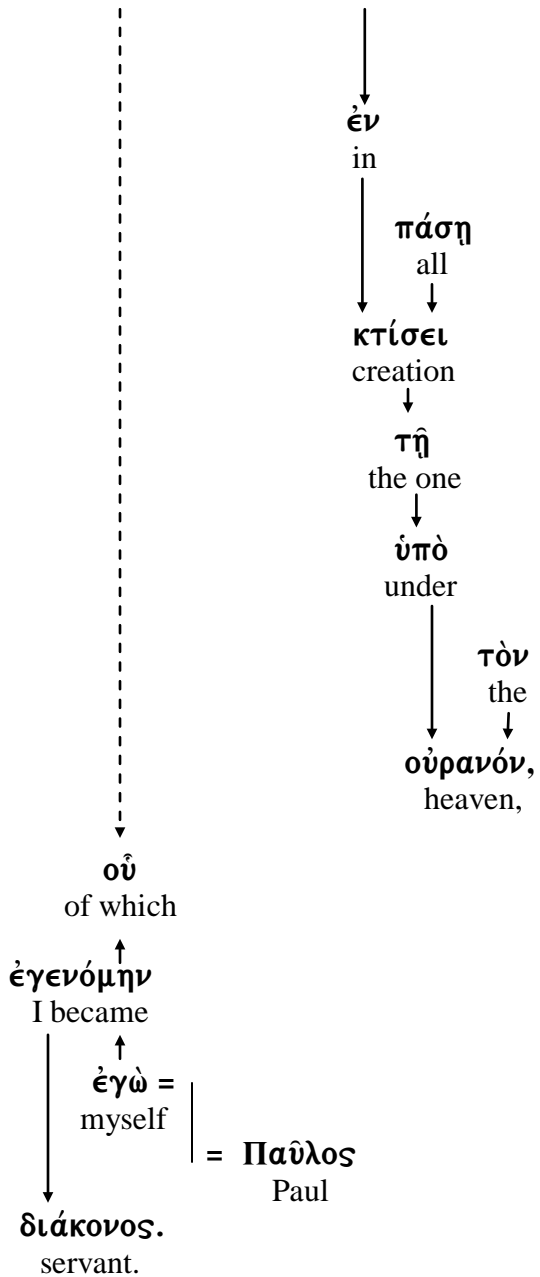 ἐν
in
πάσῃ
all
κτίσει
creation
τῇ
the one
ὑπὸ
under
τὸν
the
οὐρανόν,
heaven,
οὗ
of which
ἐγενόμην
I became
ἐγὼ =
myself
= Παῦλος
Paul
διάκονος.
servant.